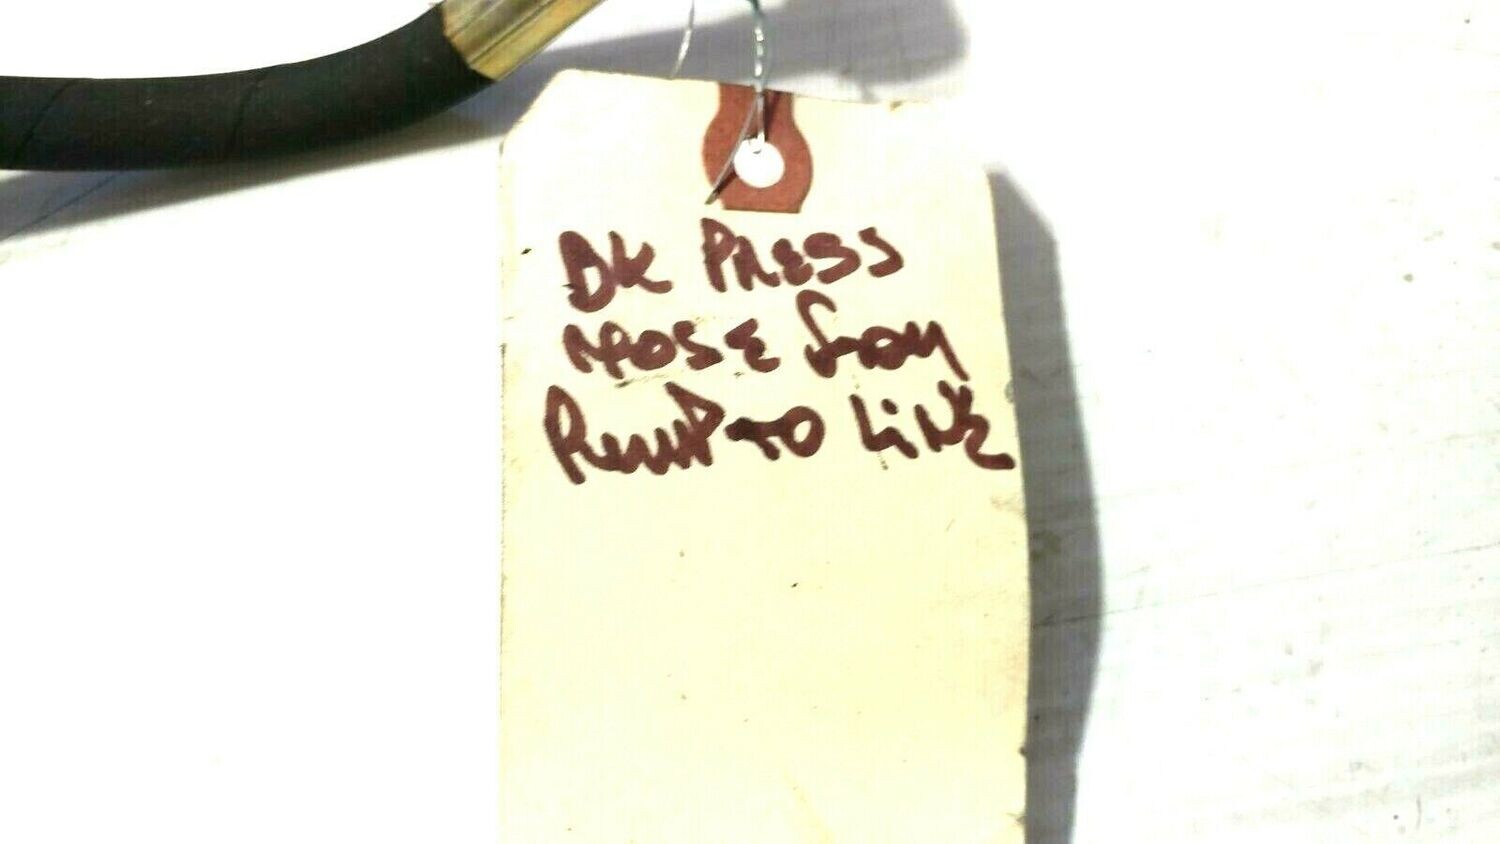 BK PRESS
HOSE from
PUMP TO LINE